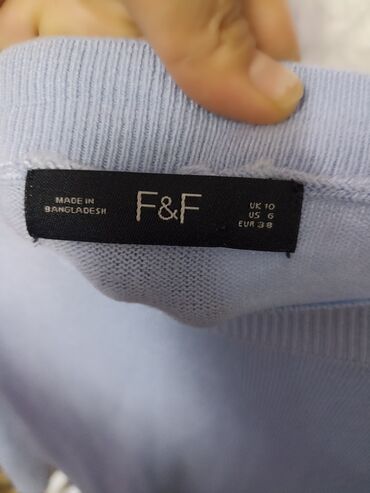 MADE IN
BANGLADESH
F&F
UK 10
US 6
EUR 38